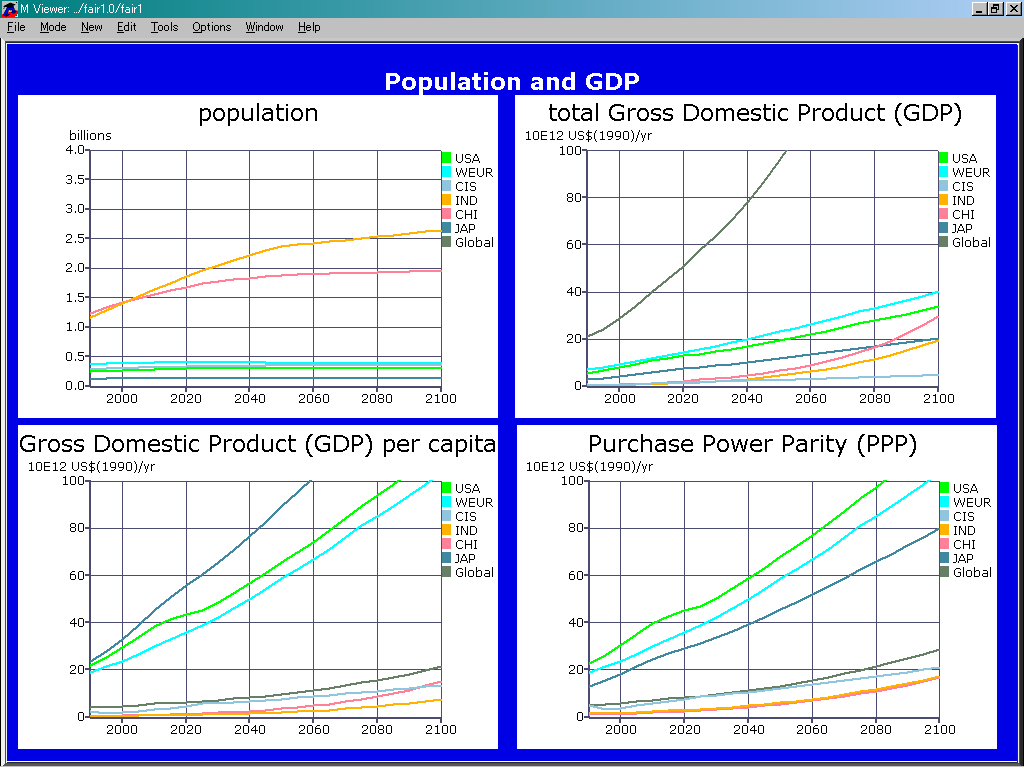 M Viewer: ../fair1.0/fair1
File Mode New Edit Tools Options Window Help
Population and GDP
population
billions
4.0
3.5
3.0
2.5
2.0
1.5
1.0
0.5
0.0
2000 2020 2040 2060 2080 2100
USA
WEUR
CIS
IND
CHI
JAP
Global
total Gross Domestic Product (GDP)
10E12 US$(1990)/yr
100
80
60
40
20
0
2000 2020 2040 2060 2080 2100
USA
WEUR
CIS
IND
CHI
JAP
Global
Gross Domestic Product (GDP) per capita
10E12 US$(1990)/yr
100
80
60
40
20
0
2000 2020 2040 2060 2080 2100
USA
WEUR
CIS
IND
CHI
JAP
Global
Purchase Power Parity (PPP)
10E12 US$(1990)/yr
100
80
60
40
20
0
2000 2020 2040 2060 2080 2100
USA
WEUR
CIS
IND
CHI
JAP
Global